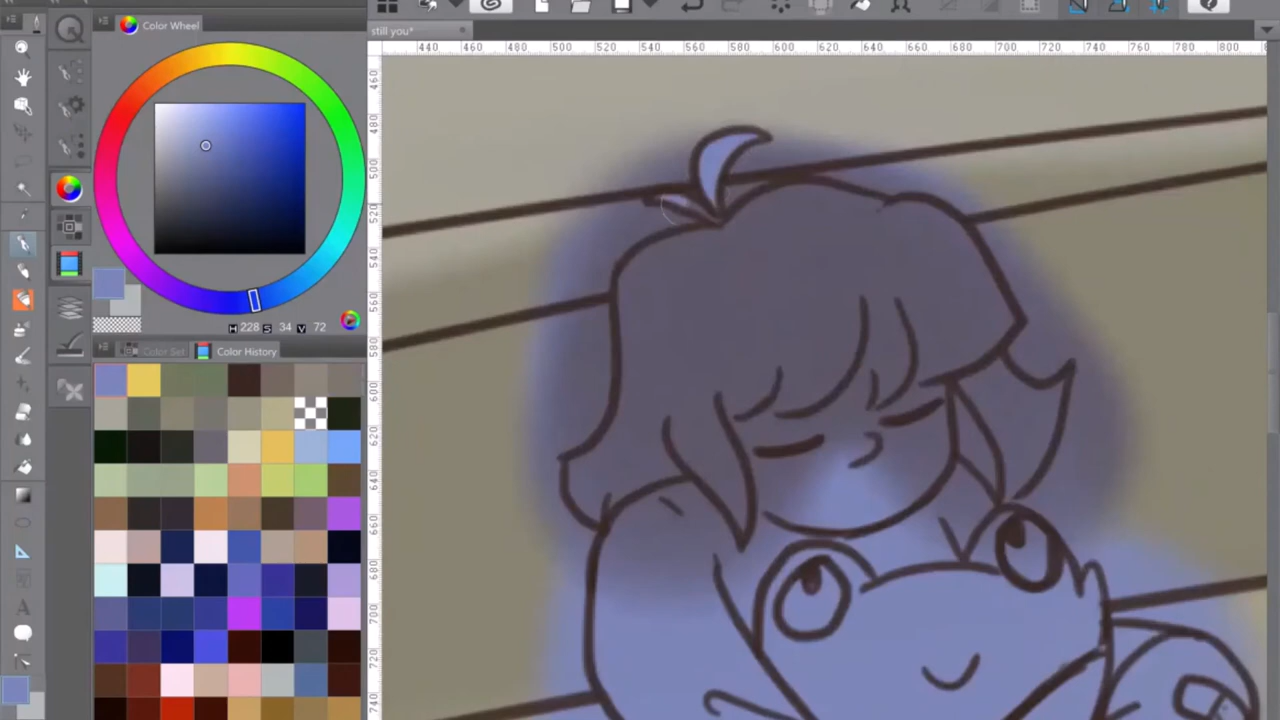 Color Wheel
still you*
440 460 480 500 520 540 560 580 600 620 640 660 680 700 720 740 760 780 800
460
480
500
520
540
560
580
600
620
640
660
680
700
720
740
H 228 S 34 V 72
Color Set
Color History